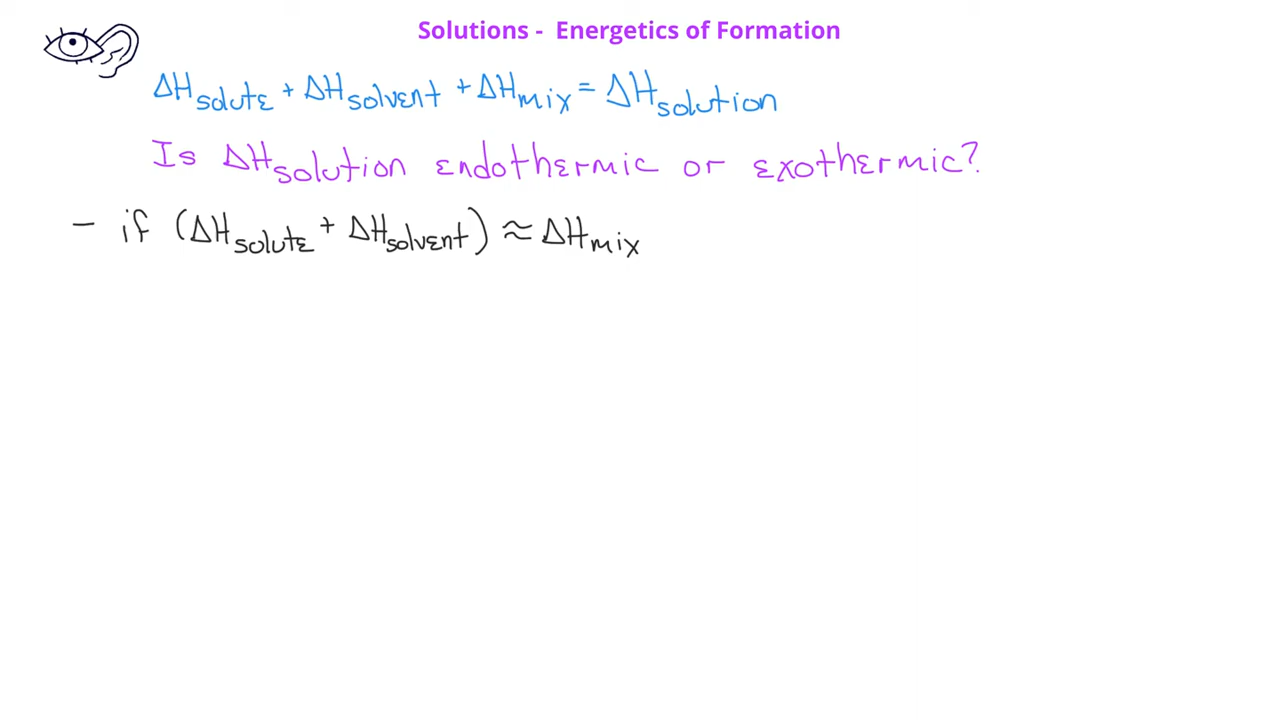 Solutions - Energetics of Formation
ΔHsolute + ΔHsolvent + ΔHmix = ΔHsolution
Is ΔHsolution endothermic or exothermic?
- if (ΔHsolute + ΔHsolvent) ≈ ΔHmix